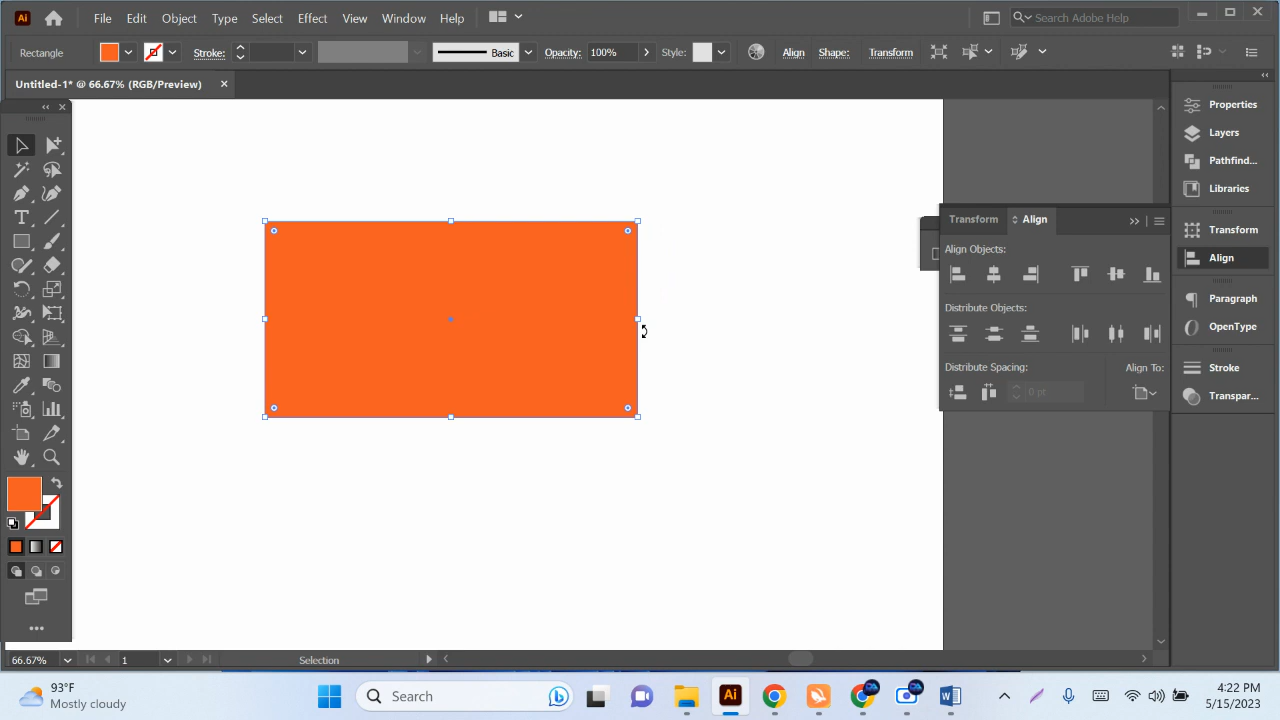 Ai File Edit Object Type Select Effect View Window Help Search Adobe Help
Rectangle Stroke: Basic Opacity: 100% Style: Align Shape: Transform
Untitled-1* @ 66.67% (RGB/Preview) ×
Properties
Layers
Pathfind...
Libraries
Transform
Align
Paragraph
OpenType
Stroke
Transpar...
Transform Align
Align Objects:
Distribute Objects:
Distribute Spacing: Align To:
0 pt
66.67% 1 Selection
93°F
Mostly cloudy
Search
Ai
4:22 PM
5/15/2023